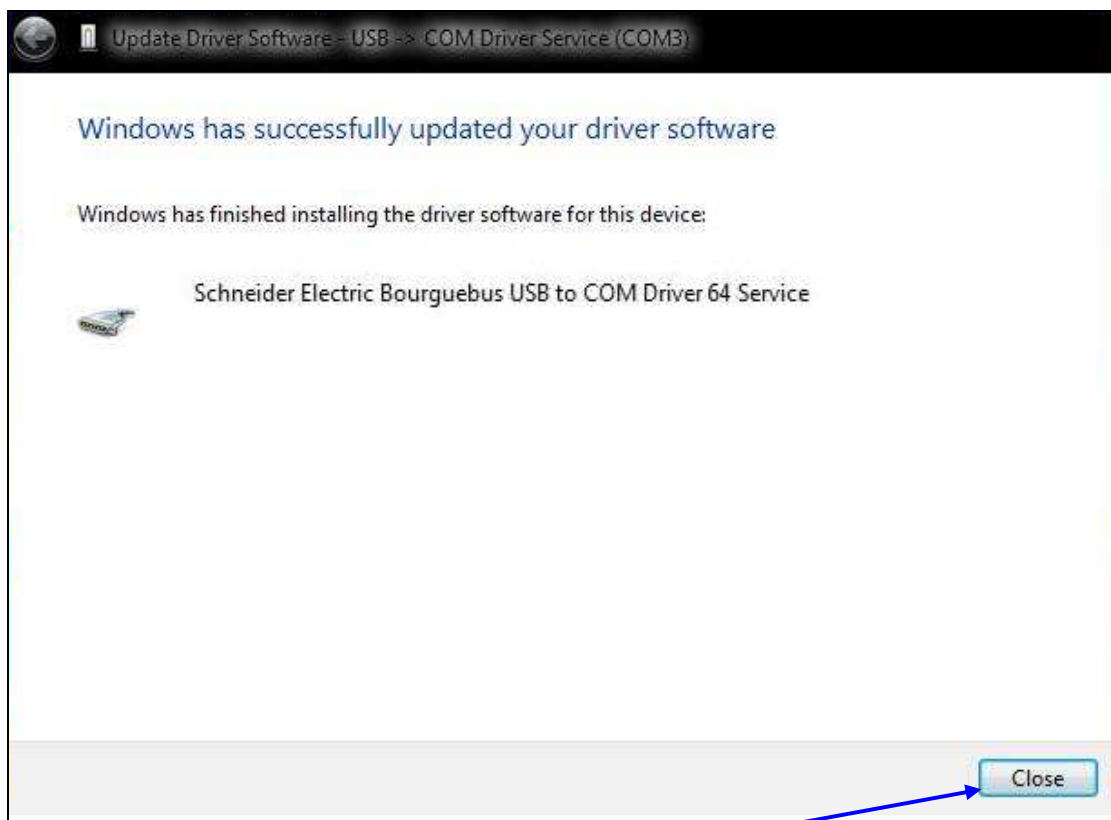 Update Driver Software - USB -> COM Driver Service (COM3)
Windows has successfully updated your driver software
Windows has finished installing the driver software for this device:
Schneider Electric Bourguebus USB to COM Driver 64 Service
Close